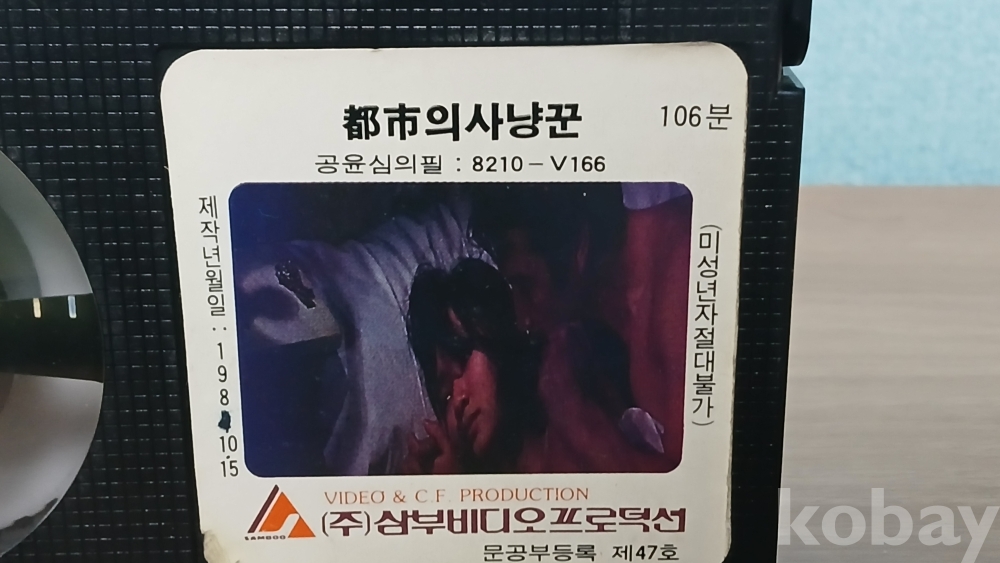 都市의사냥꾼
106분
공윤심의필 : 8210-V166
제작년월일 : 198 .10.15
(미성년자절대불가)
VIDEO & C.F. PRODUCTION
SAMBOO
(주)삼부비디오프로덕션
문공부등록 제47호
kobay